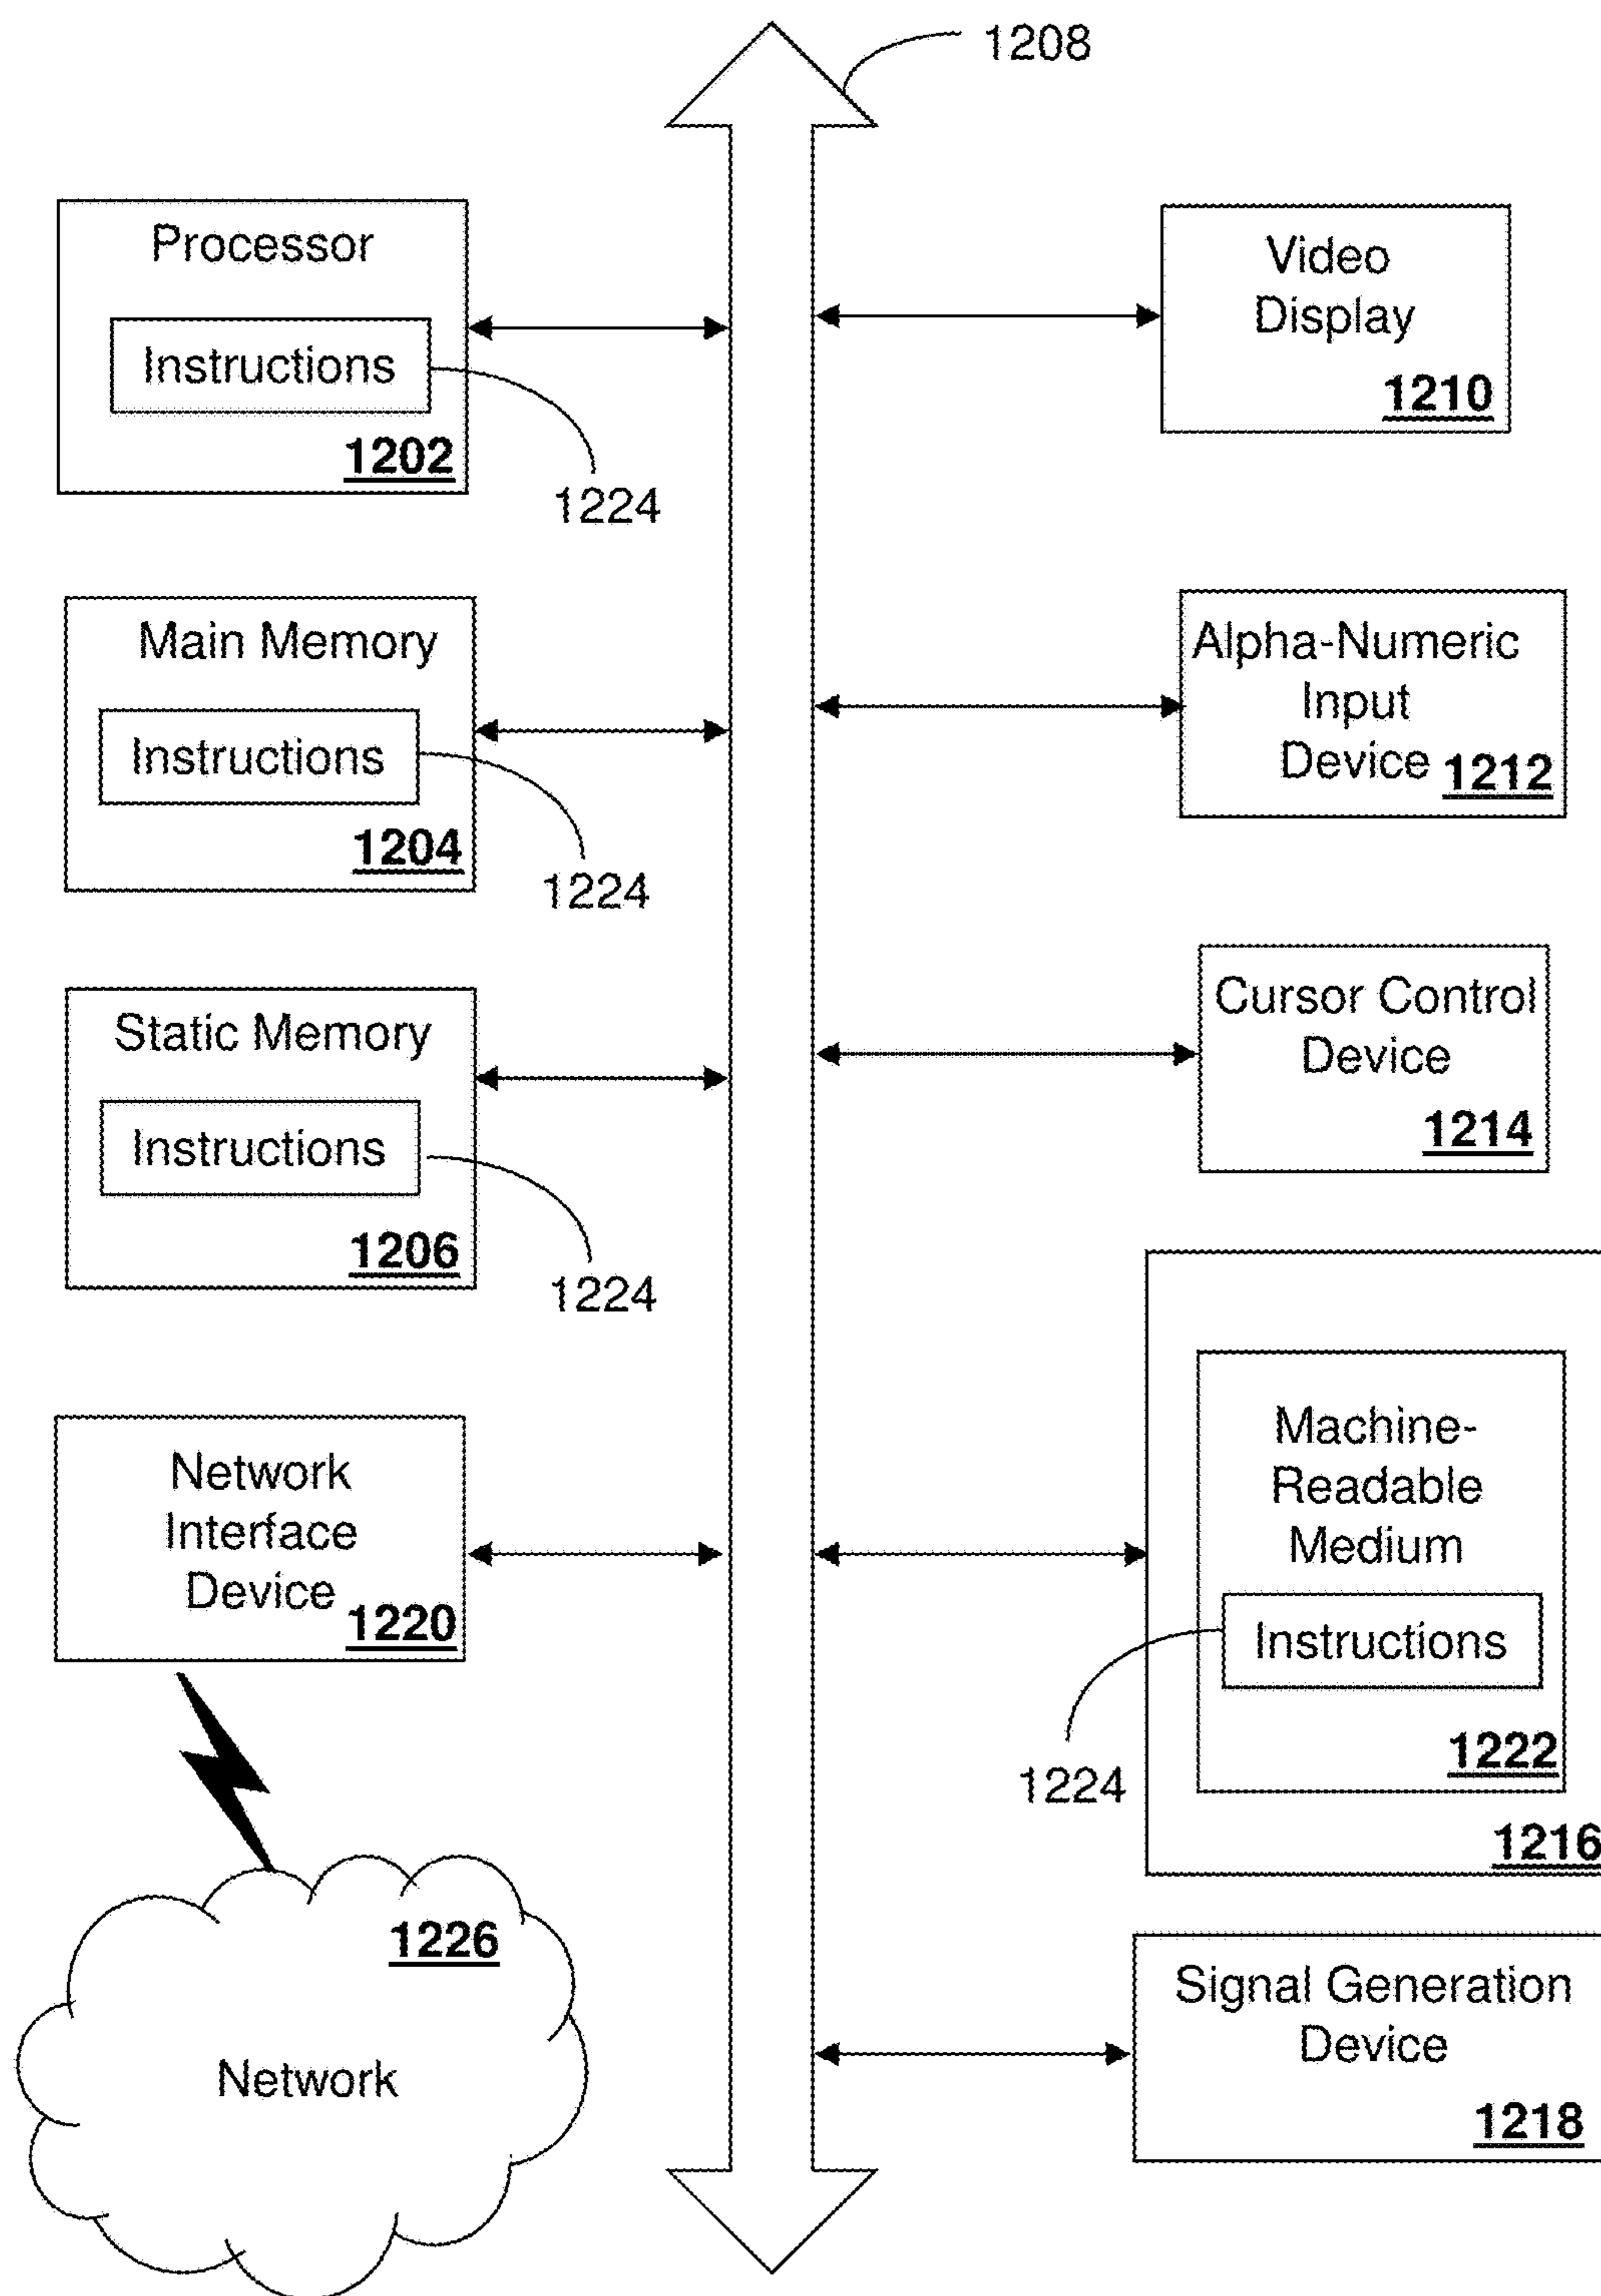 1208
Processor
Instructions
1202
1224
Main Memory
Instructions
1204
1224
Static Memory
Instructions
1206
1224
Network
Interface
Device
1220
1226
Network
Video
Display
1210
Alpha-Numeric
Input
Device 1212
Cursor Control
Device
1214
Machine-
Readable
Medium
Instructions
1222
1224
1216
Signal Generation
Device
1218